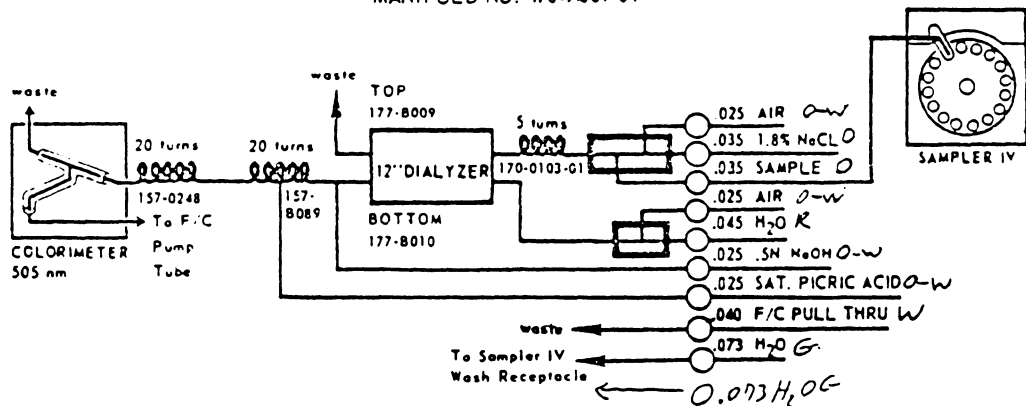 waste
TOP
177-B009
5 turns
.025 AIR O-W
.035 1.8% NaCL O
.035 SAMPLE O
SAMPLER IV
20 turns
20 turns
waste
12" DIALYZER
170-0103-G1
157-0248
157-B089
BOTTOM
177-B010
.025 AIR O-W
.045 H2O R
To F/C
Pump
Tube
COLORIMETER
505 nm
.025 .5N NaOH O-W
.025 SAT. PICRIC ACID O-W
waste
.040 F/C PULL THRU W
To Sampler IV
Wash Receptacle
.073 H2O G.
0.073 H2O G